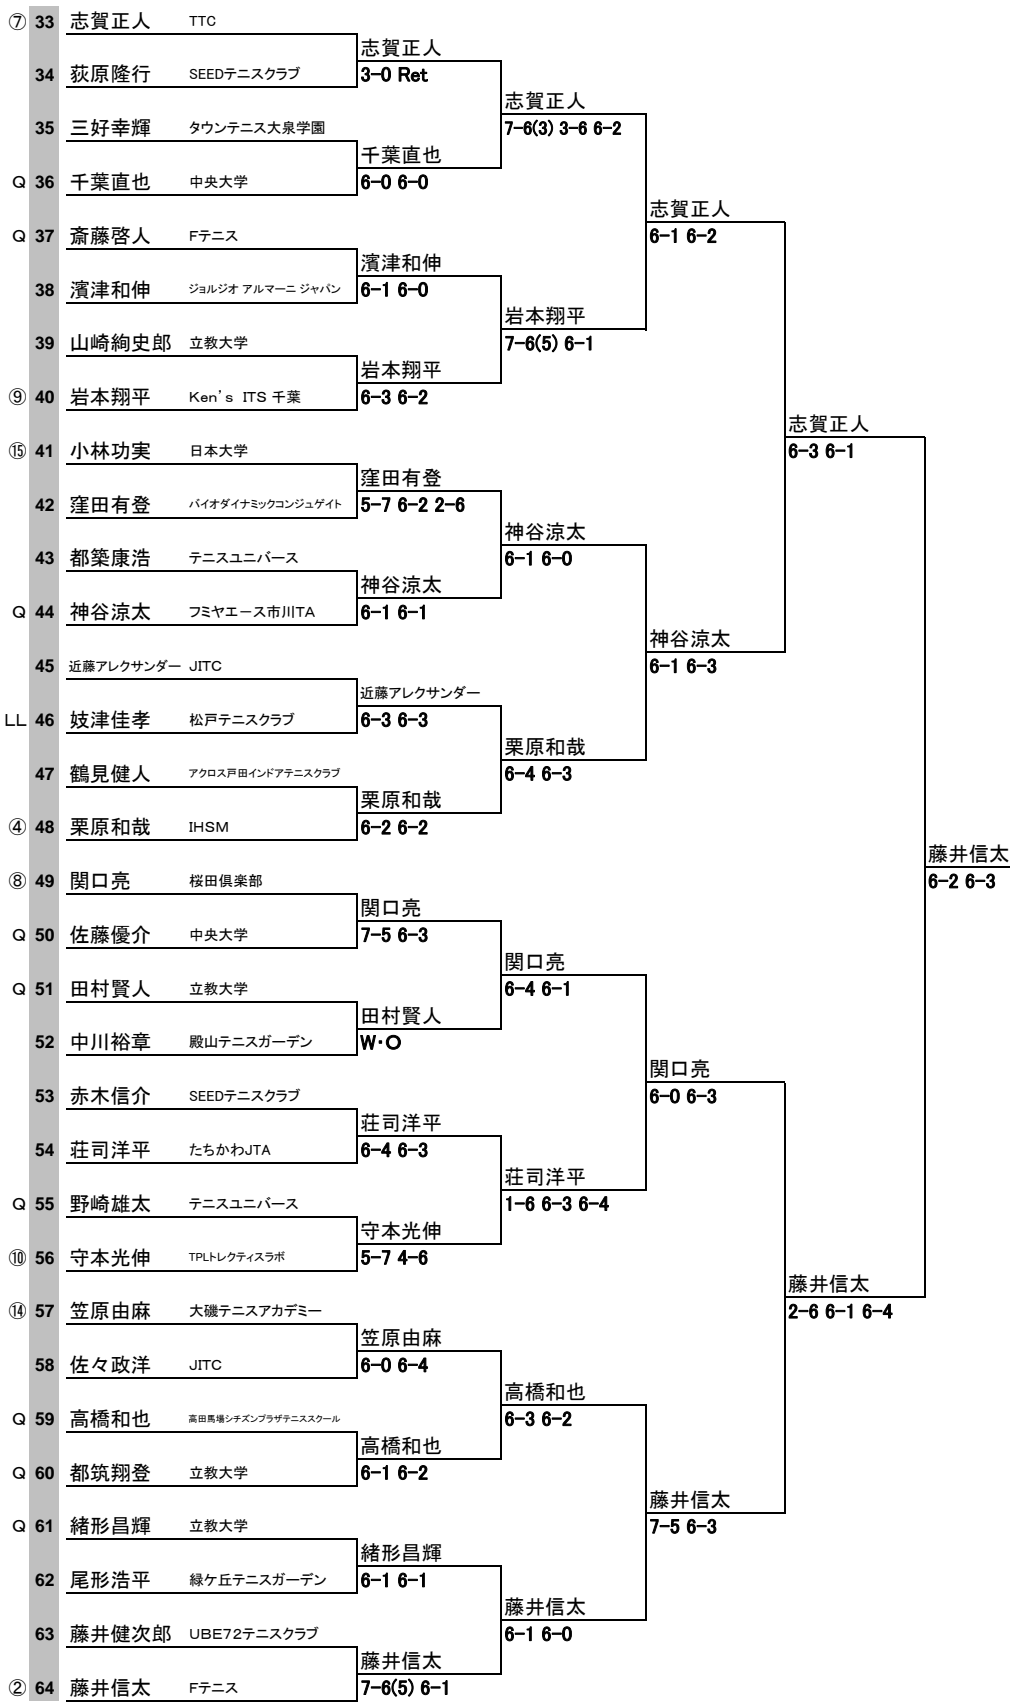 ⑦ 33 志賀正人 TTC
志賀正人
34 荻原隆行 SEEDテニスクラブ 3-0 Ret
志賀正人
35 三好幸輝 タウンテニス大泉学園 7-6(3) 3-6 6-2
千葉直也
Q 36 千葉直也 中央大学 6-0 6-0
志賀正人
Q 37 斎藤啓人 Fテニス 6-1 6-2
濱津和伸
38 濱津和伸 ジョルジオ アルマーニ ジャパン 6-1 6-0
岩本翔平
39 山崎絢史郎 立教大学 7-6(5) 6-1
岩本翔平
⑨ 40 岩本翔平 Ken's ITS 千葉 6-3 6-2
志賀正人
⑮ 41 小林功実 日本大学 6-3 6-1
窪田有登
42 窪田有登 バイオダイナミックコンジュゲイト 5-7 6-2 2-6
神谷涼太
43 都築康浩 テニスユニバース 6-1 6-0
神谷涼太
Q 44 神谷涼太 フミヤエース市川TA 6-1 6-1
神谷涼太
45 近藤アレクサンダー JITC 6-1 6-3
近藤アレクサンダー
LL 46 妓津佳孝 松戸テニスクラブ 6-3 6-3
栗原和哉
47 鶴見健人 アクロス戸田インドアテニスクラブ 6-4 6-3
栗原和哉
④ 48 栗原和哉 IHSM 6-2 6-2
藤井信太
⑧ 49 関口亮 桜田倶楽部 6-2 6-3
関口亮
Q 50 佐藤優介 中央大学 7-5 6-3
関口亮
Q 51 田村賢人 立教大学 6-4 6-1
田村賢人
52 中川裕章 殿山テニスガーデン W・O
関口亮
53 赤木信介 SEEDテニスクラブ 6-0 6-3
荘司洋平
54 荘司洋平 たちかわJTA 6-4 6-3
荘司洋平
Q 55 野崎雄太 テニスユニバース 1-6 6-3 6-4
守本光伸
⑩ 56 守本光伸 TPLトレクティスラボ 5-7 4-6
藤井信太
⑭ 57 笠原由麻 大磯テニスアカデミー 2-6 6-1 6-4
笠原由麻
58 佐々政洋 JITC 6-0 6-4
高橋和也
Q 59 高橋和也 高田馬場シチズンプラザテニススクール 6-3 6-2
高橋和也
Q 60 都筑翔登 立教大学 6-1 6-2
藤井信太
Q 61 緒形昌輝 立教大学 7-5 6-3
緒形昌輝
62 尾形浩平 緑ケ丘テニスガーデン 6-1 6-1
藤井信太
63 藤井健次郎 UBE72テニスクラブ 6-1 6-0
藤井信太
② 64 藤井信太 Fテニス 7-6(5) 6-1